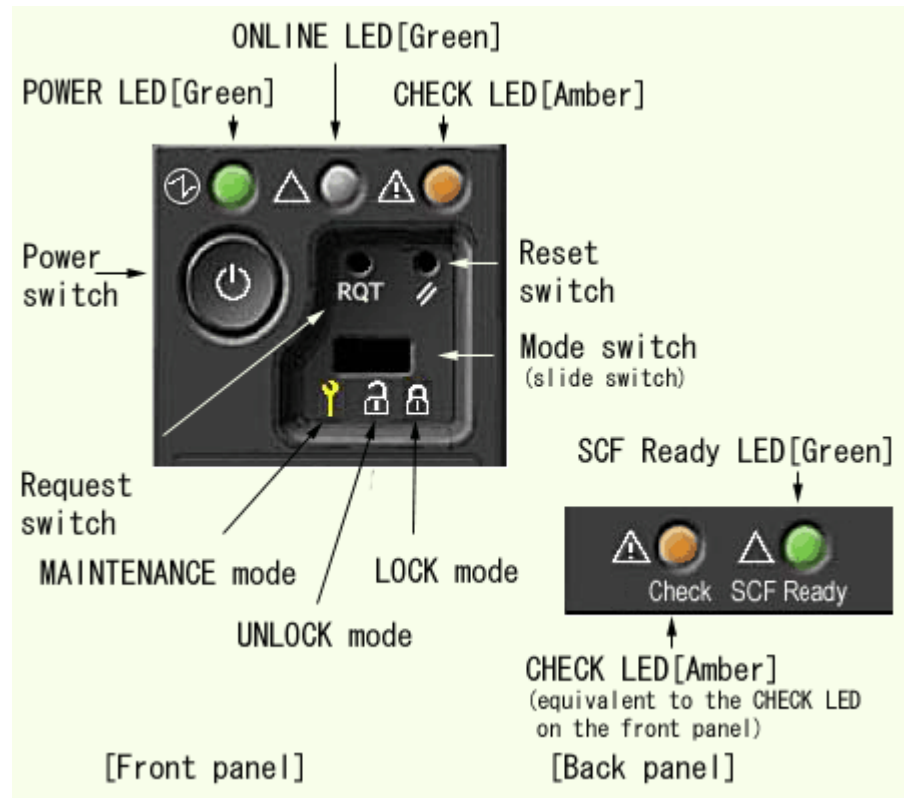 ONLINE LED[Green]
POWER LED[Green]
CHECK LED[Amber]
Power
switch
RQT
Reset
switch
Mode switch
(slide switch)
Request
switch
MAINTENANCE mode
LOCK mode
UNLOCK mode
SCF Ready LED[Green]
Check
SCF Ready
CHECK LED[Amber]
(equivalent to the CHECK LED
on the front panel)
[Front panel]
[Back panel]